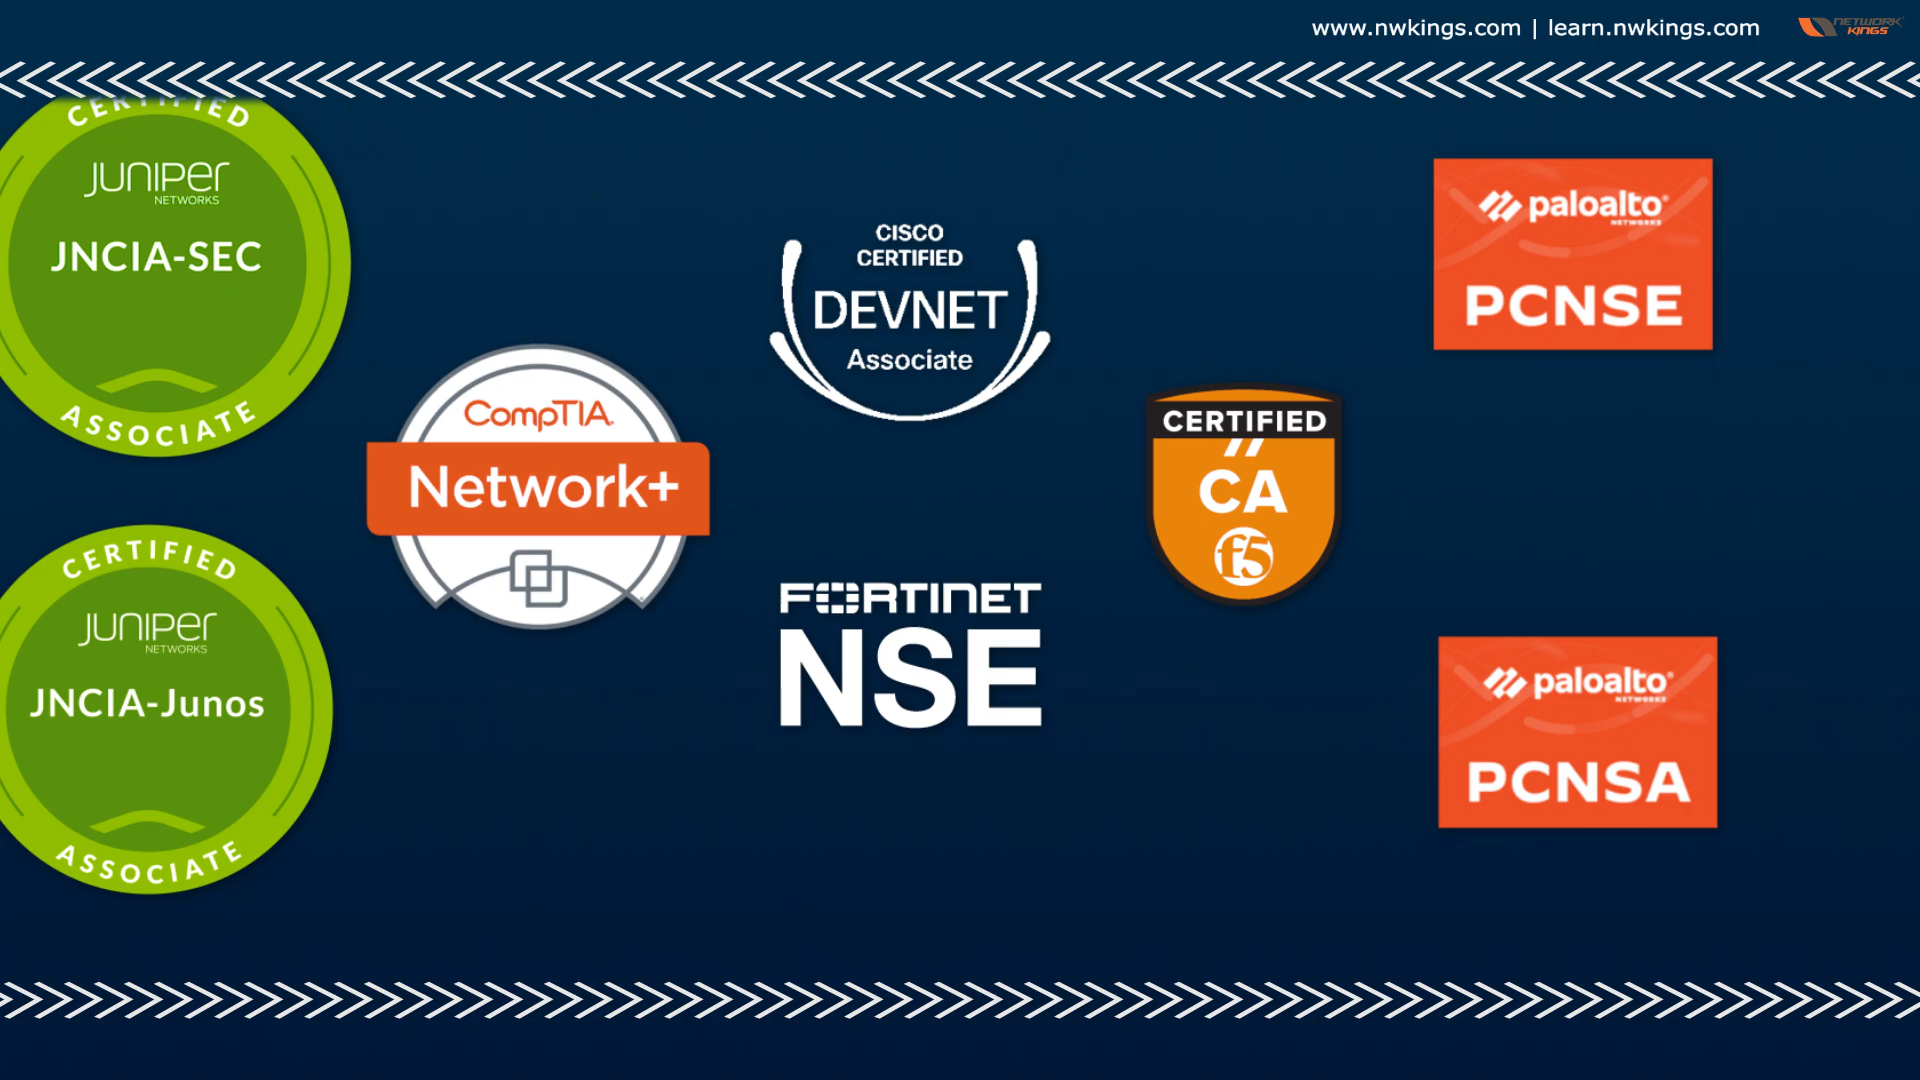 www.nwkings.com | learn.nwkings.com
NETWORK
KINGS
CERTIFIED
JUNIPER
NETWORKS
JNCIA-SEC
ASSOCIATE
CERTIFIED
JUNIPER
NETWORKS
JNCIA-Junos
ASSOCIATE
CompTIA.
Network+
CISCO
CERTIFIED
DEVNET
Associate
FORTINET
NSE
CERTIFIED
CA
f5
paloalto®
NETWORKS
PCNSE
paloalto®
NETWORKS
PCNSA